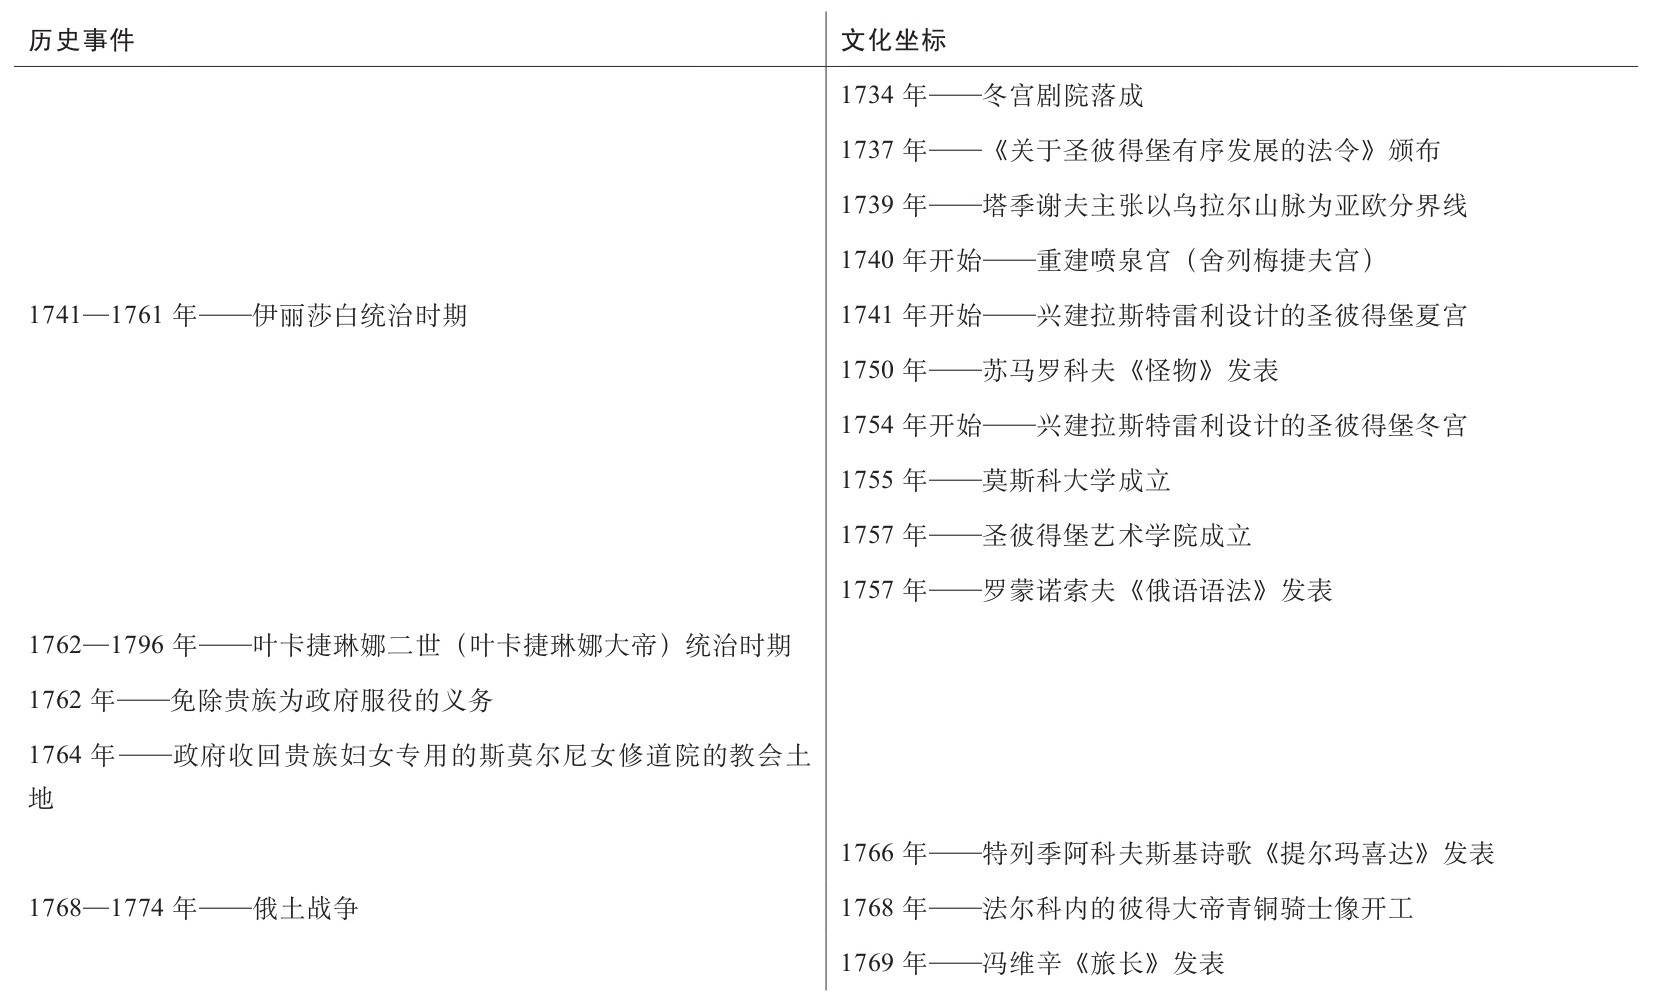 历史事件	文化坐标
1734 年——冬宫剧院落成
1737 年——《关于圣彼得堡有序发展的法令》颁布
1739 年——塔季谢夫主张以乌拉尔山脉为亚欧分界线
1740 年开始——重建喷泉宫（舍列梅捷夫宫）
1741—1761 年——伊丽莎白统治时期	1741 年开始——兴建拉斯特雷利设计的圣彼得堡夏宫
1750 年——苏马罗科夫《怪物》发表
1754 年开始——兴建拉斯特雷利设计的圣彼得堡冬宫
1755 年——莫斯科大学成立
1757 年——圣彼得堡艺术学院成立
1757 年——罗蒙诺索夫《俄语语法》发表
1762—1796 年——叶卡捷琳娜二世（叶卡捷琳娜大帝）统治时期
1762 年——免除贵族为政府服役的义务
1764 年——政府收回贵族妇女专用的斯莫尔尼女修道院的教会土
地
1766 年——特列季阿科夫斯基诗歌《提尔玛喜达》发表
1768—1774 年——俄土战争	1768 年——法尔科内的彼得大帝青铜骑士像开工
1769 年——冯维辛《旅长》发表